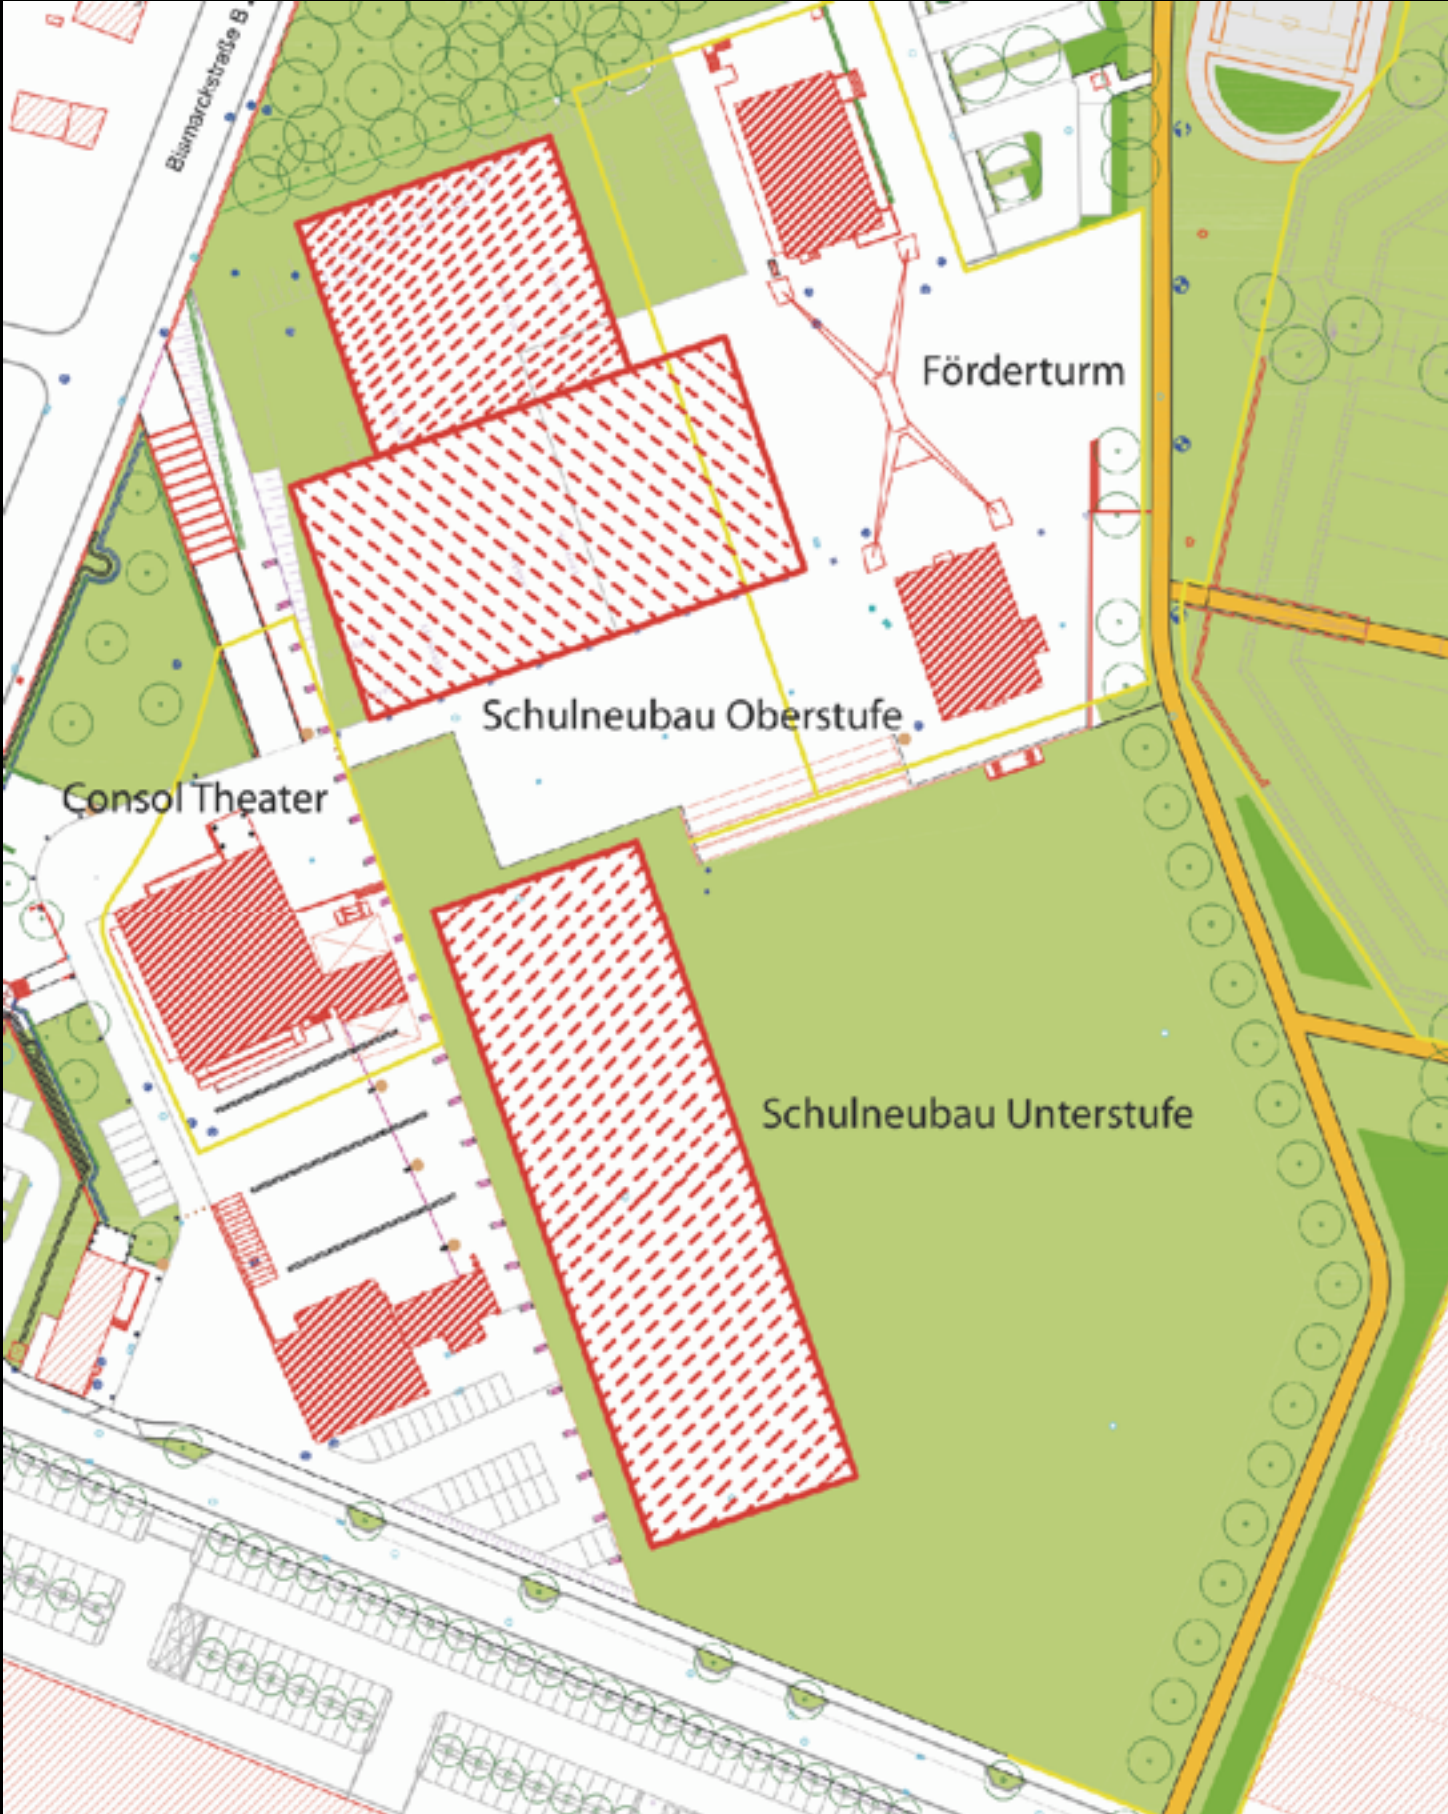 Bismarckstraße B
Förderturm
Schulneubau Oberstufe
Consol Theater
Schulneubau Unterstufe